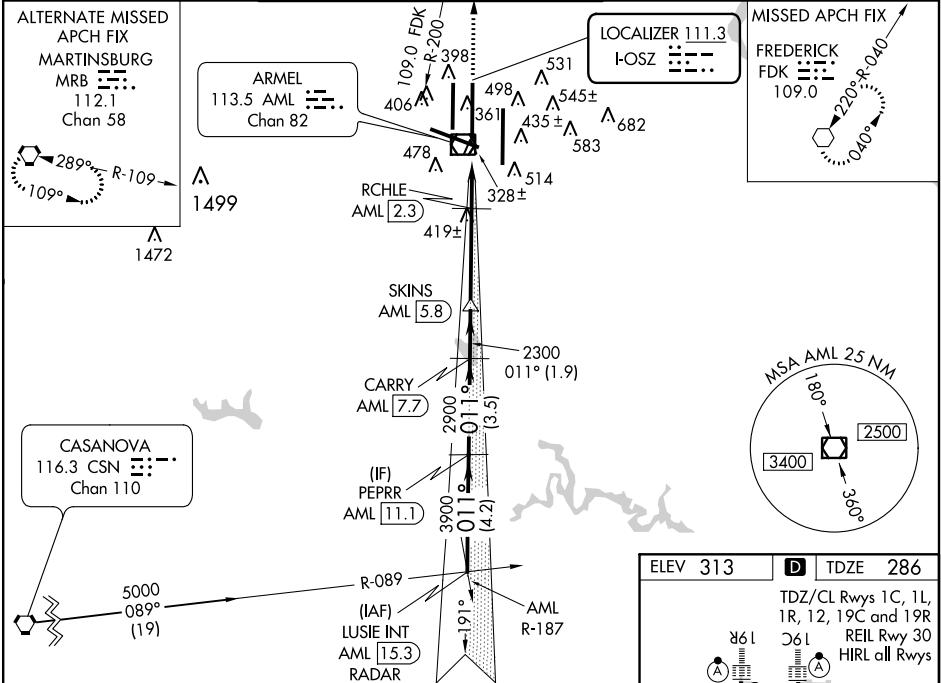 ALTERNATE MISSED
APCH FIX
MARTINSBURG
MRB
112.1
Chan 58
289°
R-109
109°
1499
1472
ARMEL
113.5 AML
Chan 82
109.0 FDK
R-200
398
406
361
498
531
545±
435±
583
682
478
514
328±
LOCALIZER 111.3
I-OSZ
MISSED APCH FIX
FREDERICK
FDK
109.0
R-040
220°
040°
RCHLE
AML 2.3
419±
SKINS
AML 5.8
2300
011° (1.9)
CARRY
AML 7.7
2900
011°
(3.5)
(IF)
PEPRR
AML 11.1
3900
011°
(4.2)
CASANOVA
116.3 CSN
Chan 110
5000
089°
(19)
R-089
(IAF)
LUSIE INT
AML 15.3
RADAR
191°
AML
R-187
MSA AML 25 NM
180°
2500
3400
360°
ELEV 313
D
TDZE 286
TDZ/CL Rwys 1C, 1L,
1R, 12, 19C and 19R
REIL Rwy 30
HIRL all Rwys
19R
19C
A
A